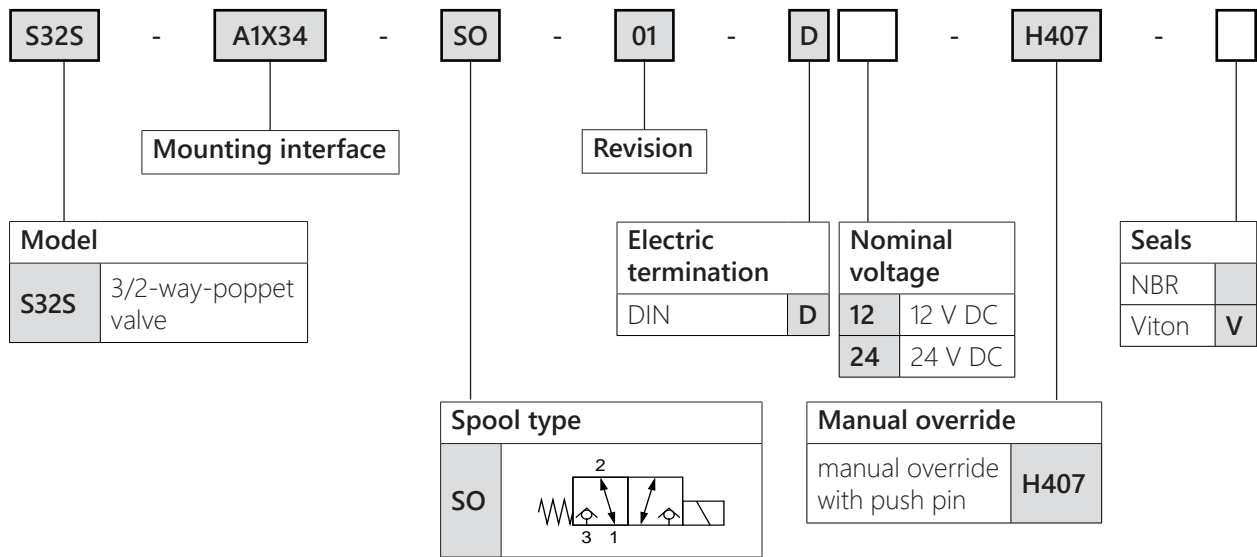 S32S - A1X34 - SO - 01 - D - H407 -
Mounting interface
Revision
Model
S32S 3/2-way-poppet
valve
Electric
termination
DIN D
Nominal
voltage
12 12 V DC
24 24 V DC
Seals
NBR
Viton V
Spool type
SO
2
3 1
Manual override
manual override
with push pin
H407